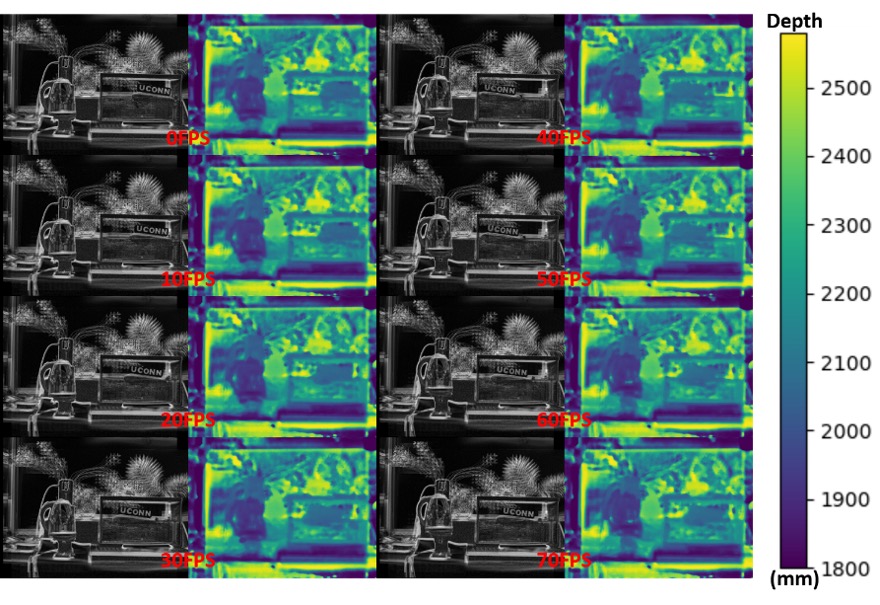 Depth
UCONN
UCONN
0FPS
40FPS
UCONN
UCONN
10FPS
50FPS
UCONN
UCONN
20FPS
60FPS
UCONN
UCONN
30FPS
70FPS
2500
2400
2300
2200
2100
2000
1900
1800
(mm)